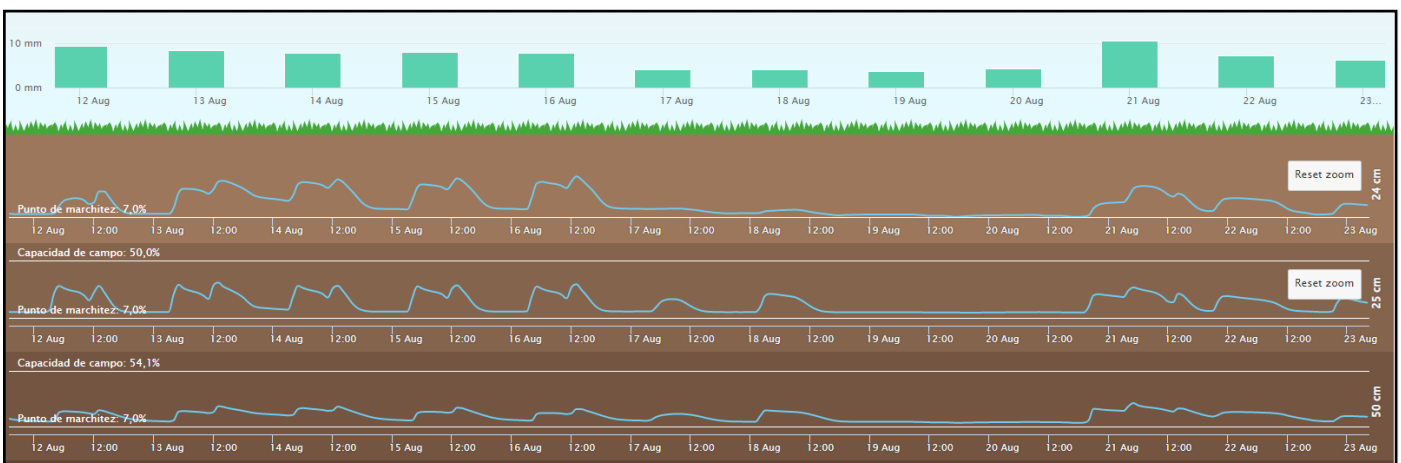 10 mm
0 mm
12 Aug 13 Aug 14 Aug 15 Aug 16 Aug 17 Aug 18 Aug 19 Aug 20 Aug 21 Aug 22 Aug 23...
Reset zoom
24 cm
Punto de marchitez: 7,0%
12 Aug 12:00 13 Aug 12:00 14 Aug 12:00 15 Aug 12:00 16 Aug 12:00 17 Aug 12:00 18 Aug 12:00 19 Aug 12:00 20 Aug 12:00 21 Aug 12:00 22 Aug 12:00 23 Aug
Capacidad de campo: 50,0%
Reset zoom
25 cm
Punto de marchitez: 7,0%
12 Aug 12:00 13 Aug 12:00 14 Aug 12:00 15 Aug 12:00 16 Aug 12:00 17 Aug 12:00 18 Aug 12:00 19 Aug 12:00 20 Aug 12:00 21 Aug 12:00 22 Aug 12:00 23 Aug
Capacidad de campo: 54,1%
50 cm
Punto de marchitez: 7,0%
12 Aug 12:00 13 Aug 12:00 14 Aug 12:00 15 Aug 12:00 16 Aug 12:00 17 Aug 12:00 18 Aug 12:00 19 Aug 12:00 20 Aug 12:00 21 Aug 12:00 22 Aug 12:00 23 Aug